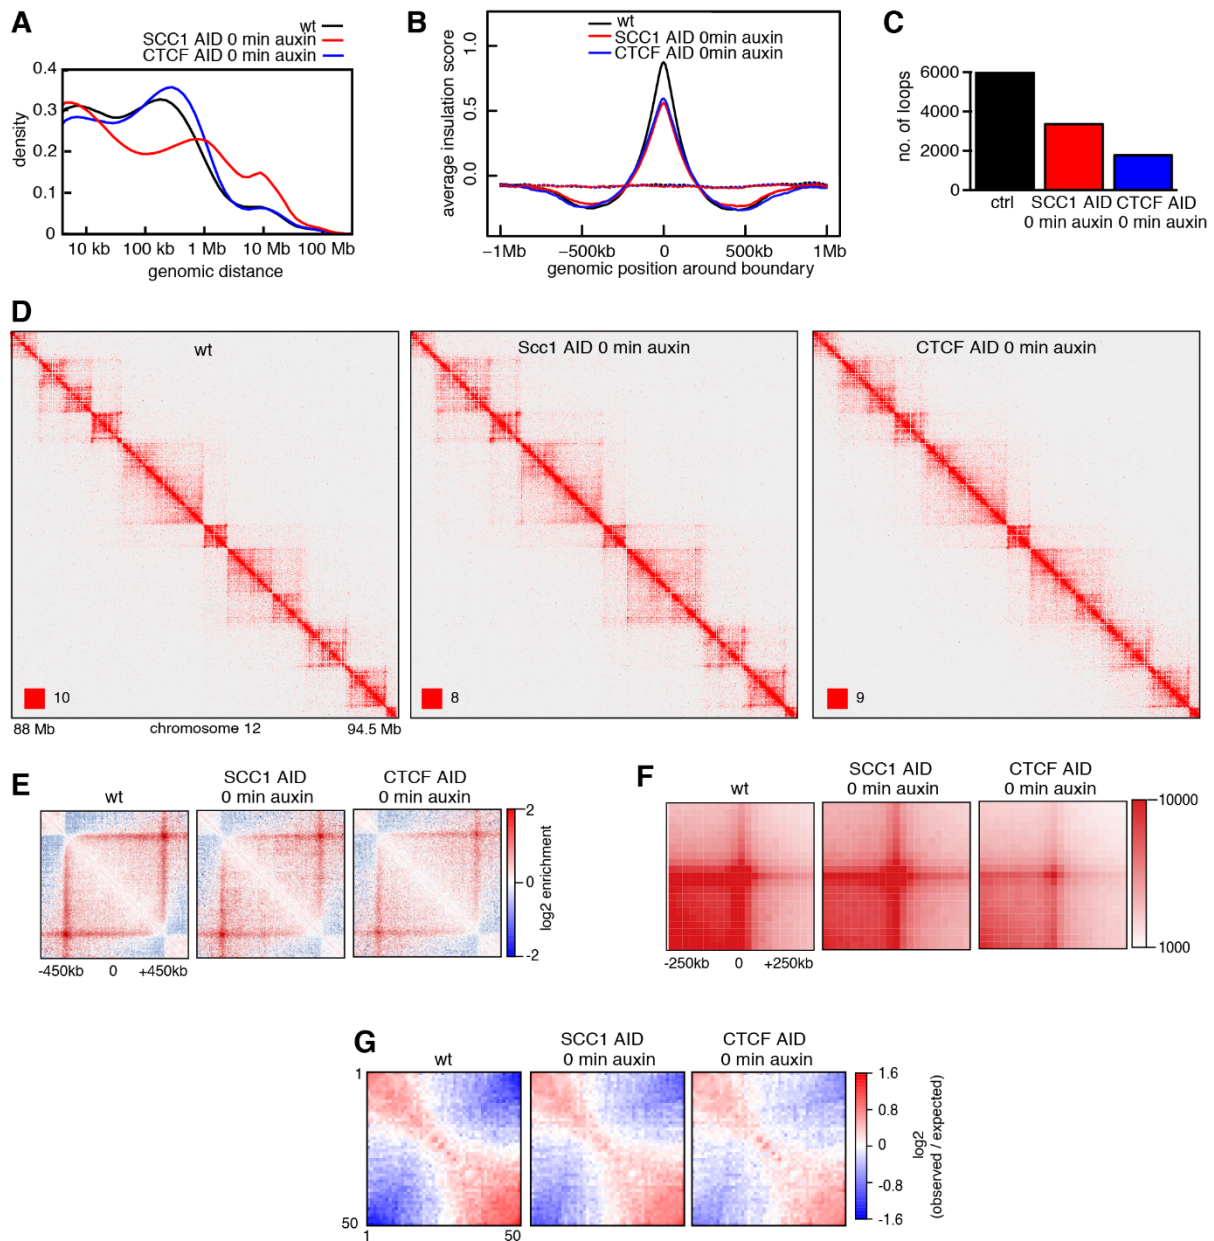 A
wt
SCC1 AID 0 min auxin
CTCF AID 0 min auxin
0.4
0.3
0.2
0.1
0
density
10 kb 100 kb 1 Mb 10 Mb 100 Mb
genomic distance
B
wt
SCC1 AID 0min auxin
CTCF AID 0min auxin
1.0
0.5
0.0
average insulation score
−1Mb −500kb 0 500kb 1Mb
genomic position around boundary
C
6000
4000
2000
0
no. of loops
ctrl SCC1 AID CTCF AID
0 min auxin 0 min auxin
D
wt
Scc1 AID 0 min auxin
CTCF AID 0 min auxin
10
8
9
88 Mb chromosome 12 94.5 Mb
E
wt
SCC1 AID
0 min auxin
CTCF AID
0 min auxin
2
0
-2
log2 enrichment
-450kb 0 +450kb
F
wt
SCC1 AID
0 min auxin
CTCF AID
0 min auxin
10000
1000
-250kb 0 +250kb
G
wt
SCC1 AID
0 min auxin
CTCF AID
0 min auxin
1
50
1 50
1.6
0.8
0
-0.8
-1.6
log2
(observed / expected)